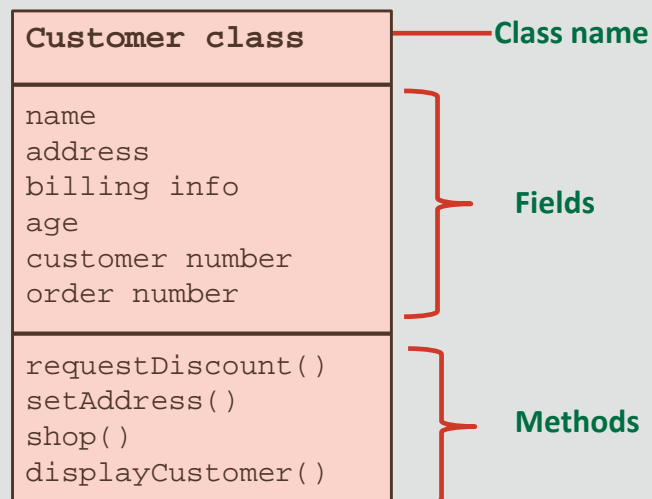 Customer class
Class name
name
address
billing info
age
customer number
order number
Fields
requestDiscount()
setAddress()
shop()
displayCustomer()
Methods